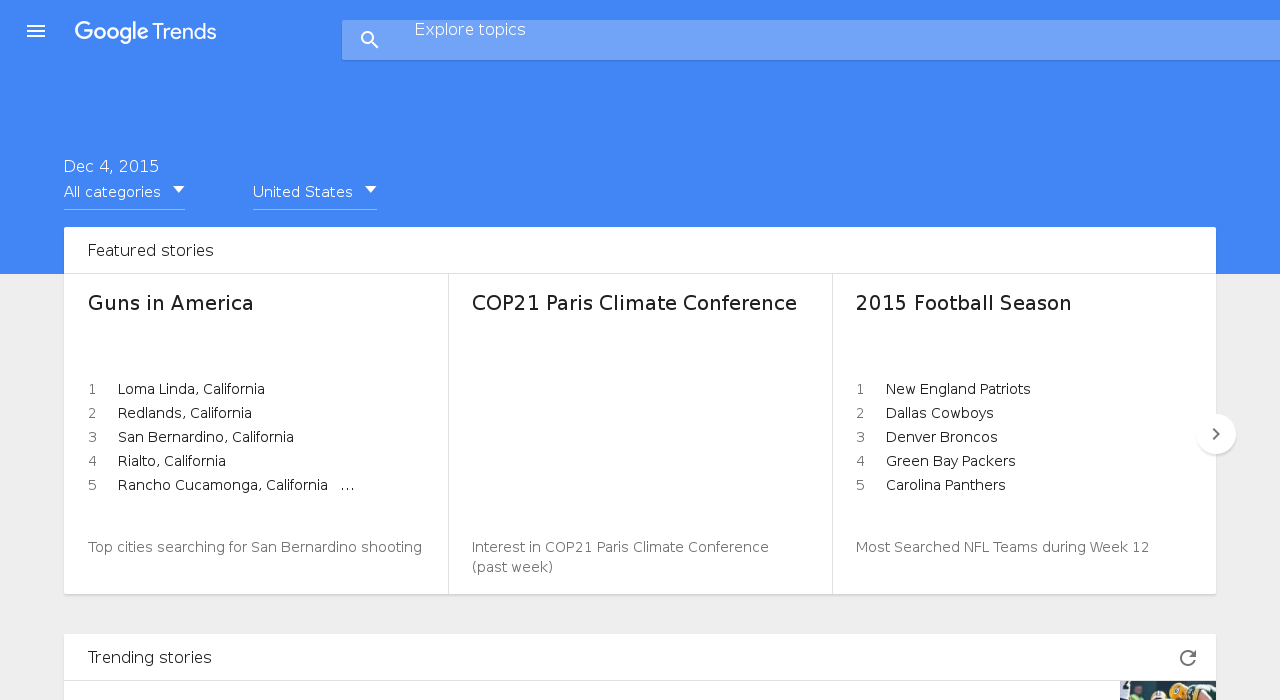 Google Trends
Explore topics
Dec 4, 2015
All categories
United States
Featured stories
Guns in America
1 Loma Linda, California
2 Redlands, California
3 San Bernardino, California
4 Rialto, California
5 Rancho Cucamonga, California ...
Top cities searching for San Bernardino shooting
COP21 Paris Climate Conference
Interest in COP21 Paris Climate Conference
(past week)
2015 Football Season
1 New England Patriots
2 Dallas Cowboys
3 Denver Broncos
4 Green Bay Packers
5 Carolina Panthers
Most Searched NFL Teams during Week 12
Trending stories